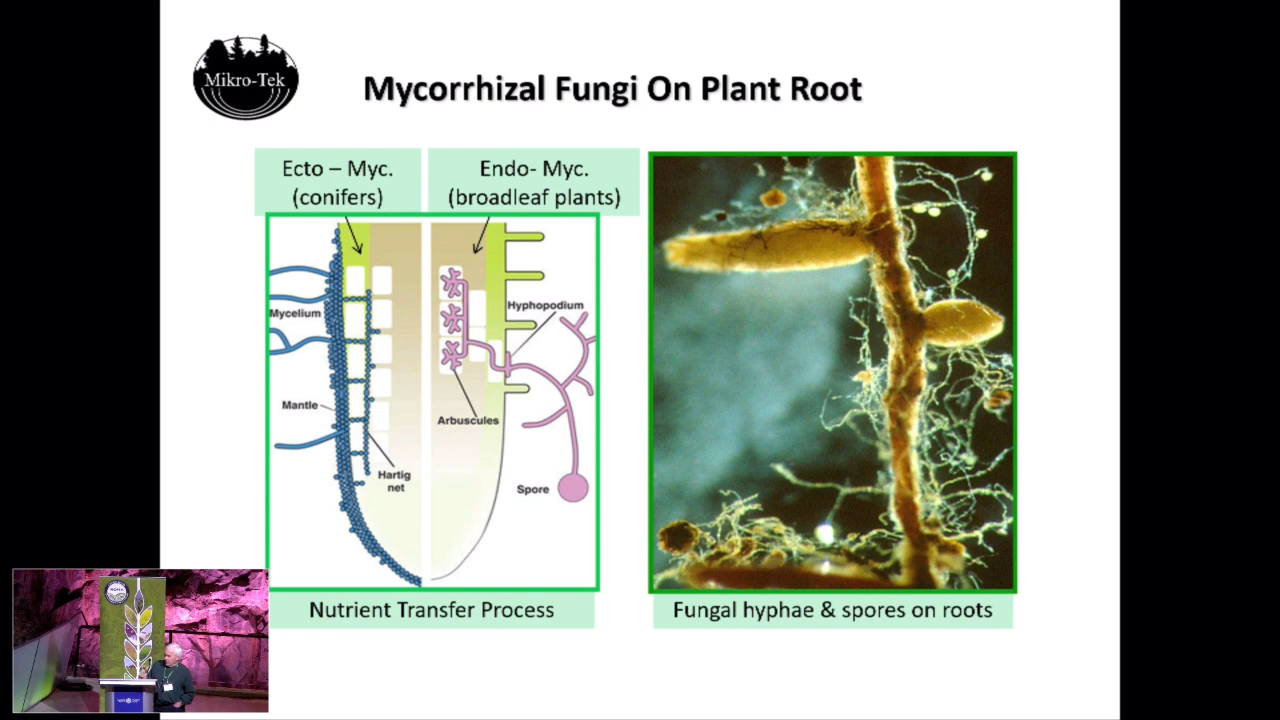 Mikro-Tek
Mycorrhizal Fungi On Plant Root
Ecto – Myc.
(conifers)
Endo- Myc.
(broadleaf plants)
Mycelium
Mantle
Hartig
net
Hyphopodium
Arbuscules
Spore
Nutrient Transfer Process
Fungal hyphae & spores on roots